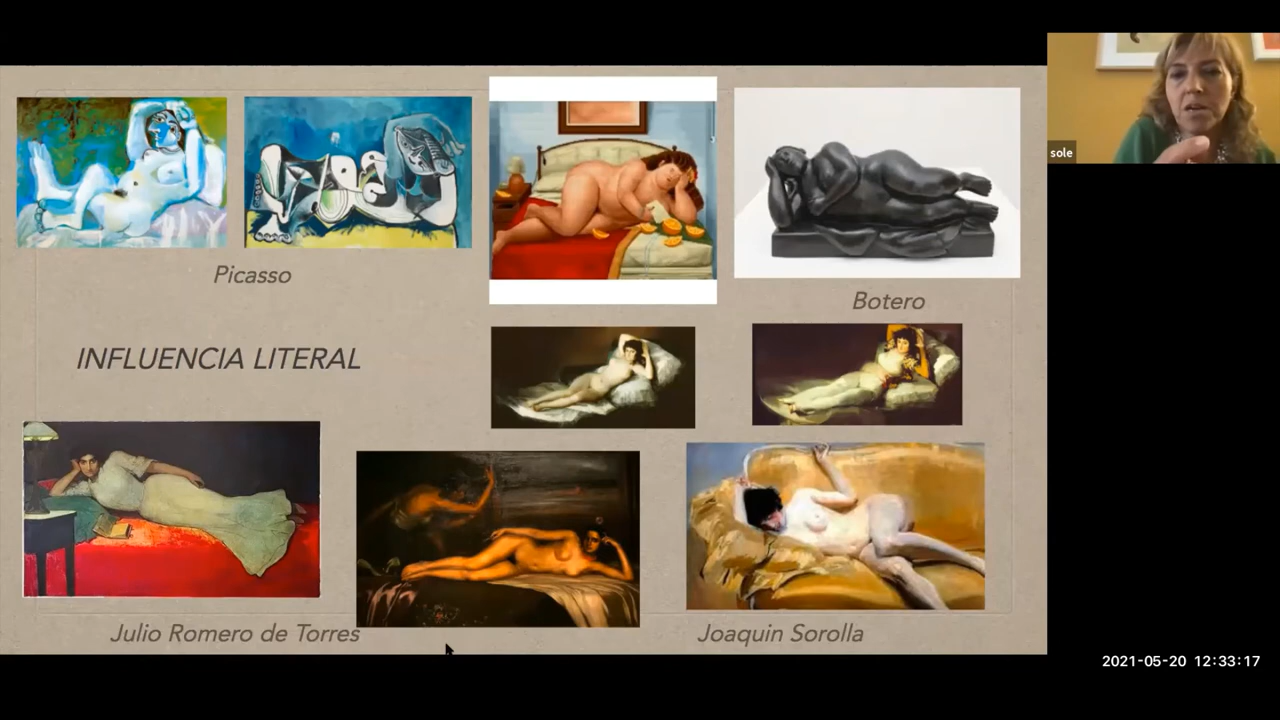 sole
Picasso
Botero
INFLUENCIA LITERAL
Julio Romero de Torres
Joaquin Sorolla
2021-05-20 12:33:17